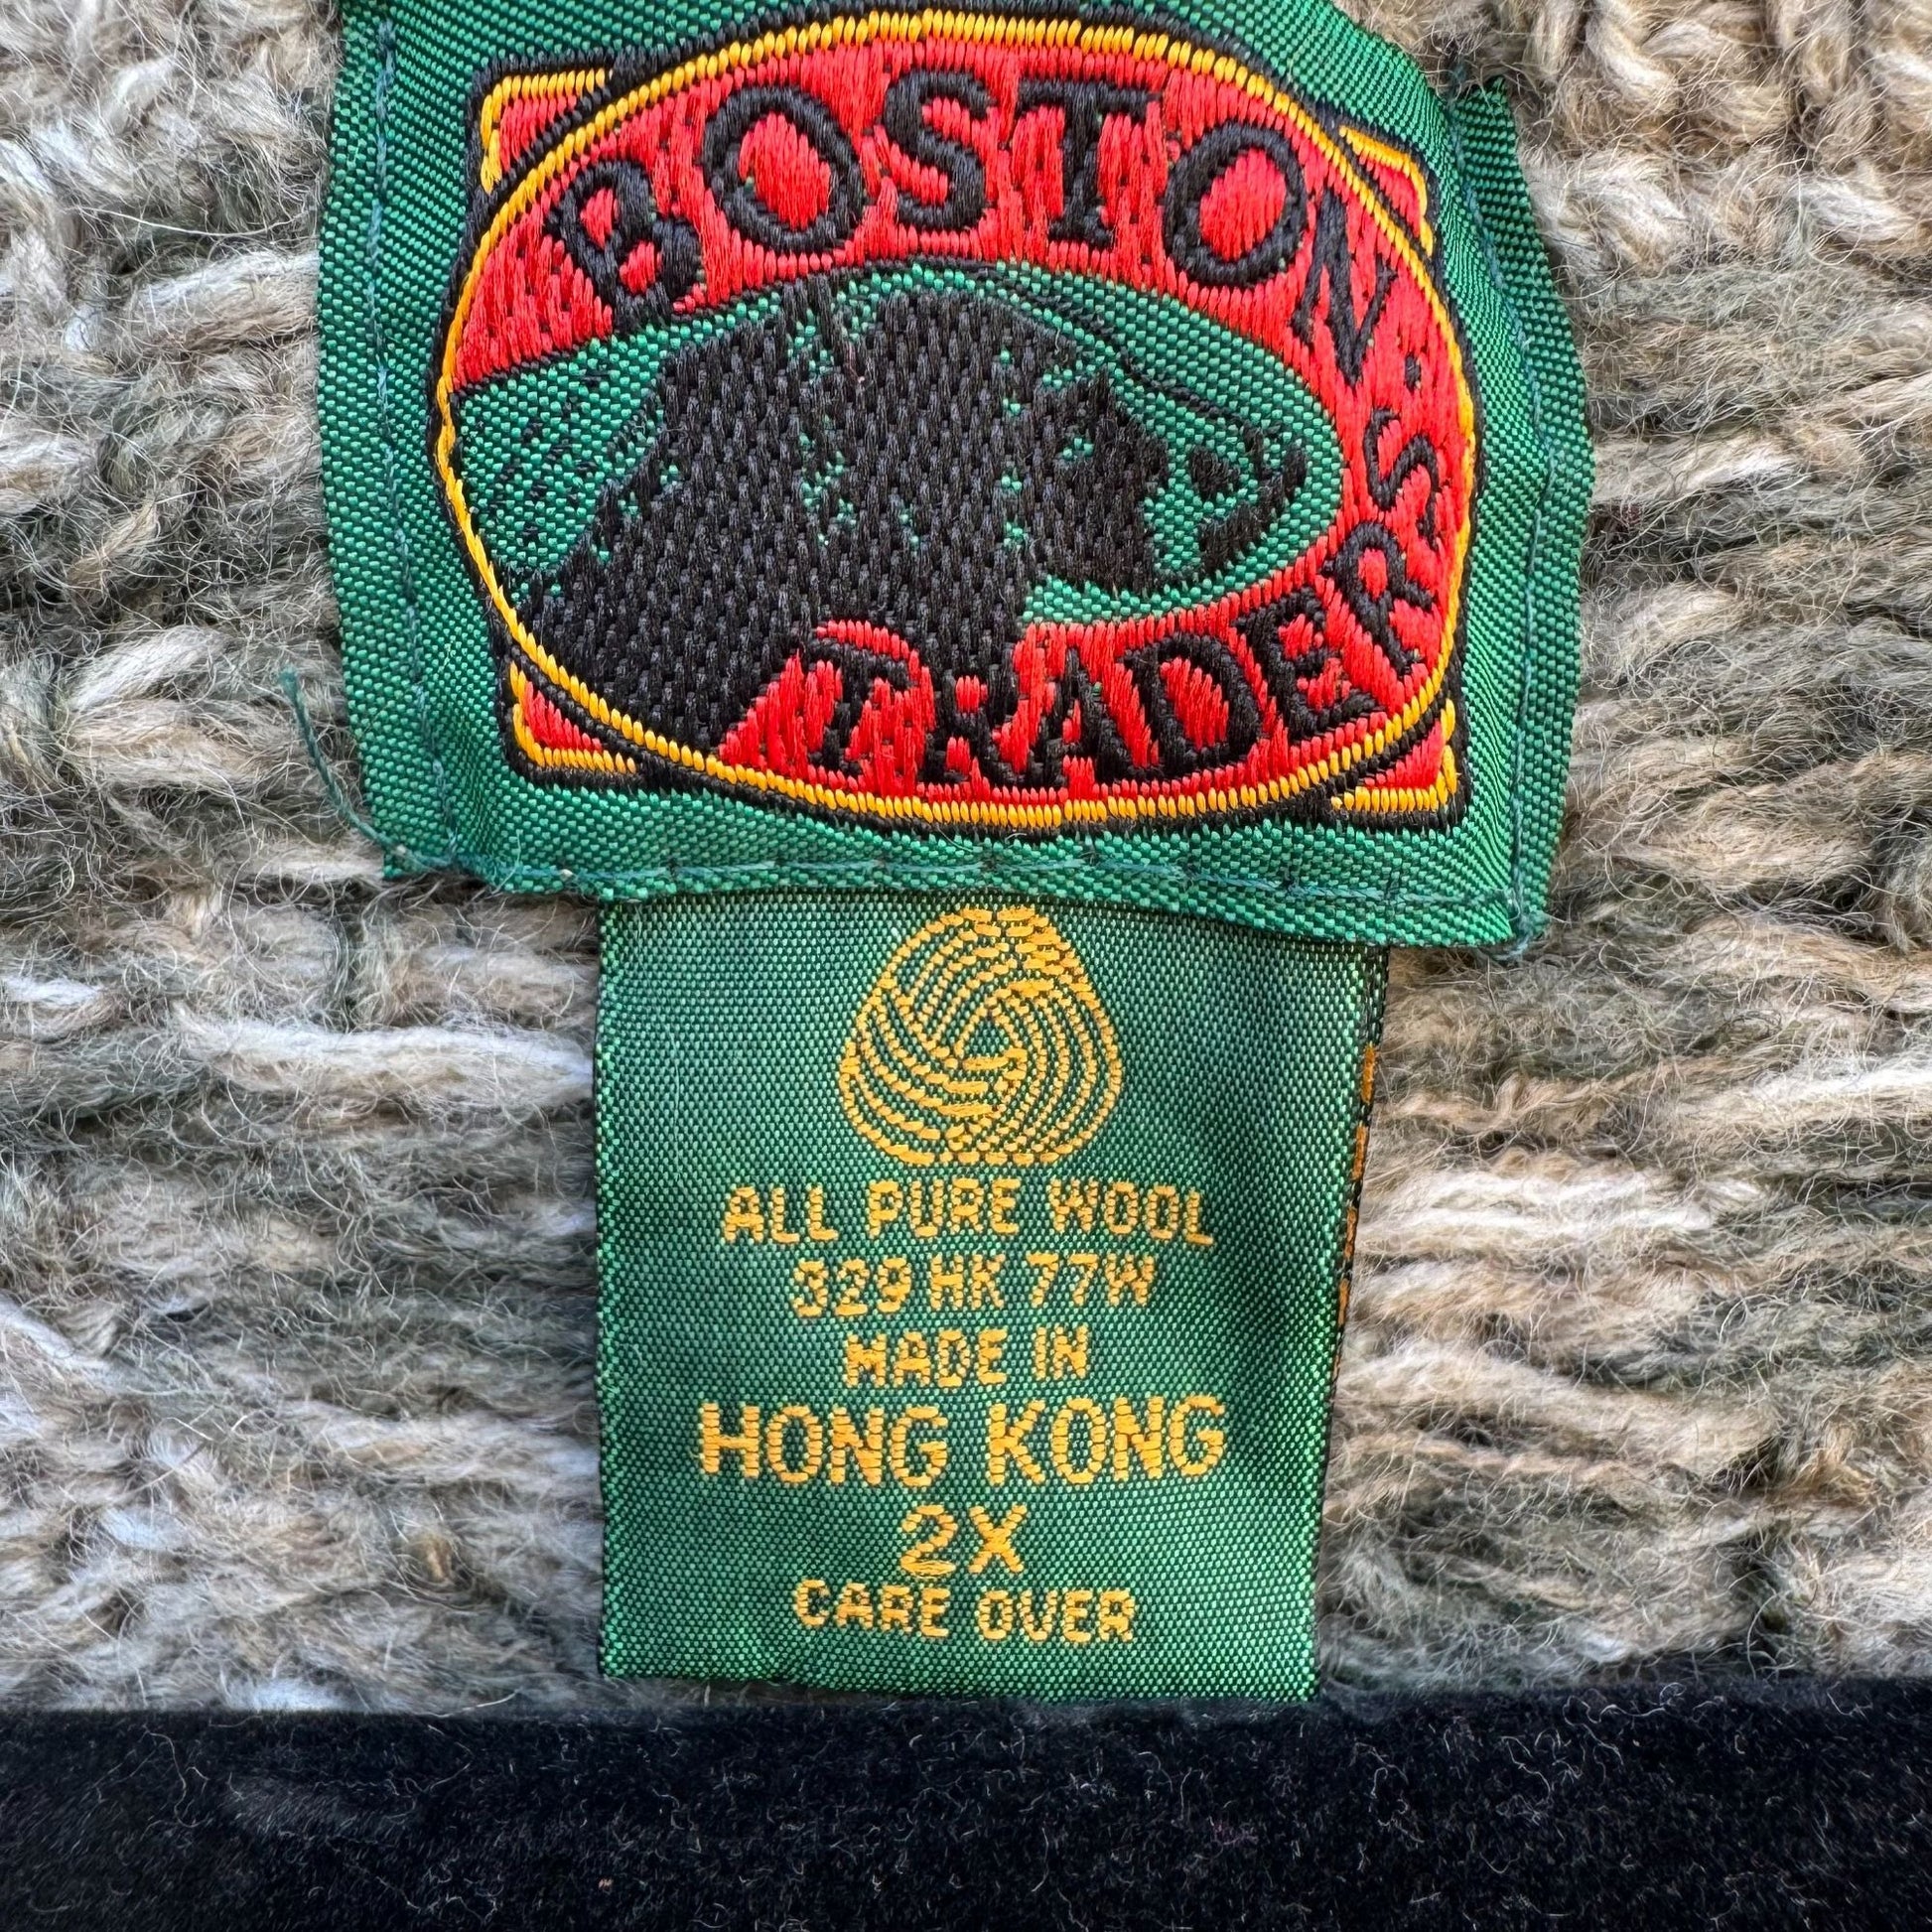 BOSTON
TRADERS
ALL PURE WOOL
329 HK 77W
MADE IN
HONG KONG
2X
CARE OVER